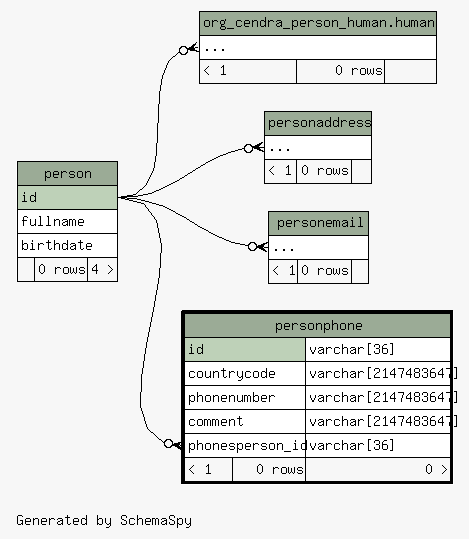 org_cendra_person_human.human
...
< 1 0 rows
personaddress
...
< 1 0 rows
person
id
fullname
birthdate
0 rows 4 >
personemail
...
< 1 0 rows
personphone
id varchar[36]
countrycode varchar[2147483647]
phonenumber varchar[2147483647]
comment varchar[2147483647]
phonesperson_id varchar[36]
< 1 0 rows 0 >
Generated by SchemaSpy